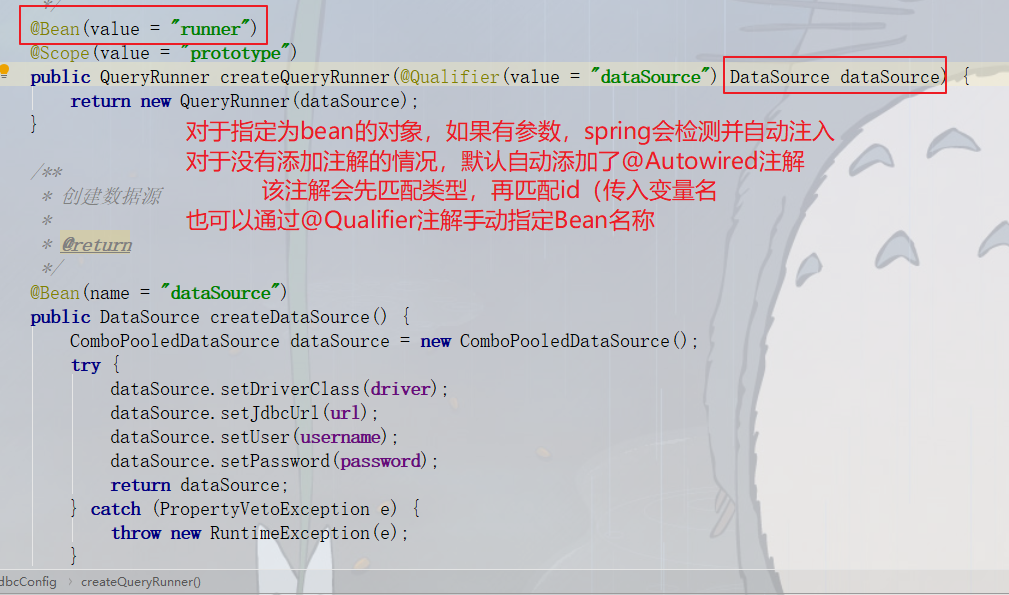 */
@Bean(value = "runner")
@Scope(value = "prototype")
public QueryRunner createQueryRunner(@Qualifier(value = "dataSource") DataSource dataSource) {
return new QueryRunner(dataSource);
}
对于指定为bean的对象，如果有参数，spring会检测并自动注入
对于没有添加注解的情况，默认自动添加了@Autowired注解
该注解会先匹配类型，再匹配id（传入变量名
也可以通过@Qualifier注解手动指定Bean名称
/**
* 创建数据源
*
* @return
*/
@Bean(name = "dataSource")
public DataSource createDataSource() {
ComboPooledDataSource dataSource = new ComboPooledDataSource();
try {
dataSource.setDriverClass(driver);
dataSource.setJdbcUrl(url);
dataSource.setUser(username);
dataSource.setPassword(password);
return dataSource;
} catch (PropertyVetoException e) {
throw new RuntimeException(e);
}
dbcConfig › createQueryRunner()